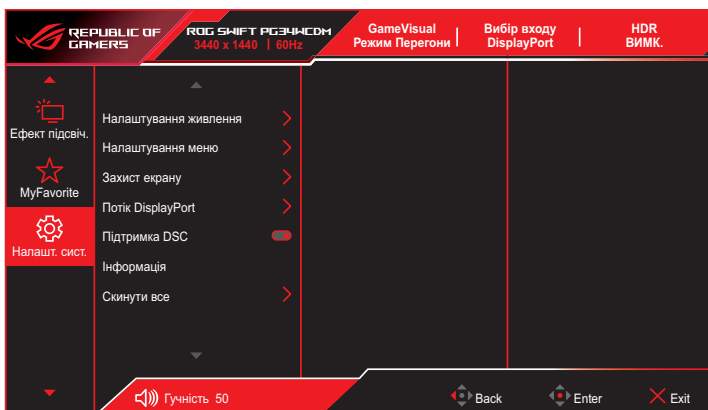 REPUBLIC OF
GAMERS
ROG SWIFT PG34WCDM
3440 x 1440 | 60Hz
GameVisual
Режим Перегони
Вибір входу
DisplayPort
HDR
ВИМК.
Ефект підсвіч.
MyFavorite
Налашт. сист.
Налаштування живлення
Налаштування меню
Захист екрану
Потік DisplayPort
Підтримка DSC
Інформація
Скинути все
Гучність 50
Back
Enter
Exit